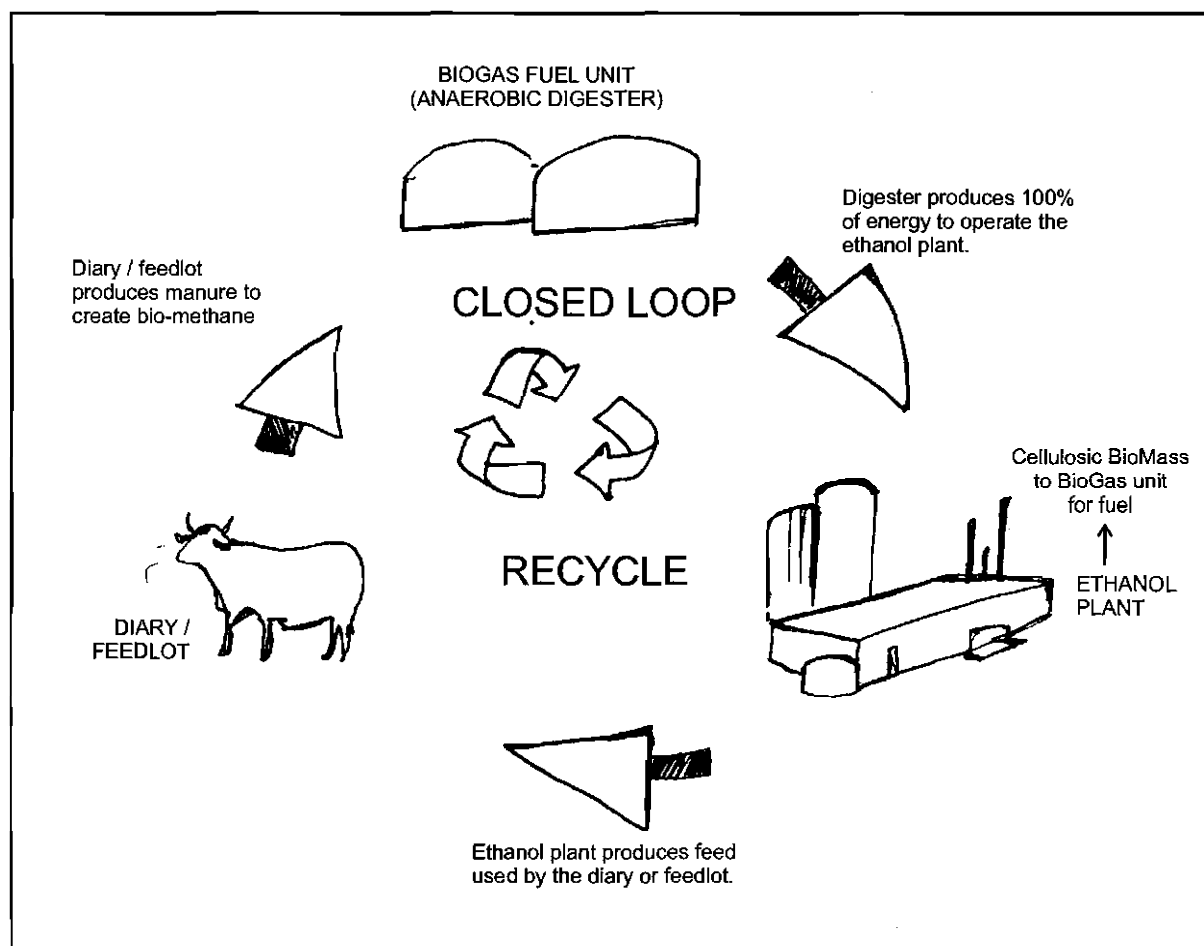 BIOGAS FUEL UNIT
(ANAEROBIC DIGESTER)
Digester produces 100%
of energy to operate the
ethanol plant.
Diary / feedlot
produces manure to
create bio-methane
CLOSED LOOP
Cellulosic BioMass
to BioGas unit
for fuel
ETHANOL
PLANT
RECYCLE
DIARY /
FEEDLOT
Ethanol plant produces feed
used by the diary or feedlot.